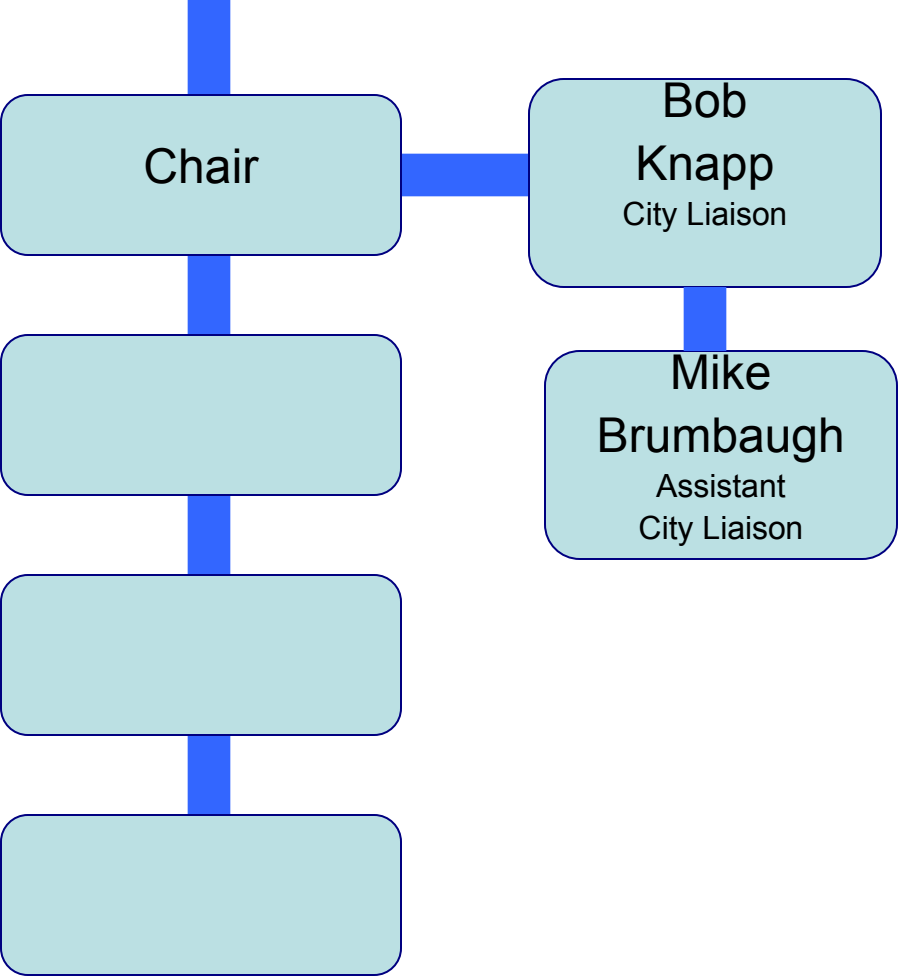 Chair
Bob
Knapp
City Liaison
Mike
Brumbaugh
Assistant
City Liaison